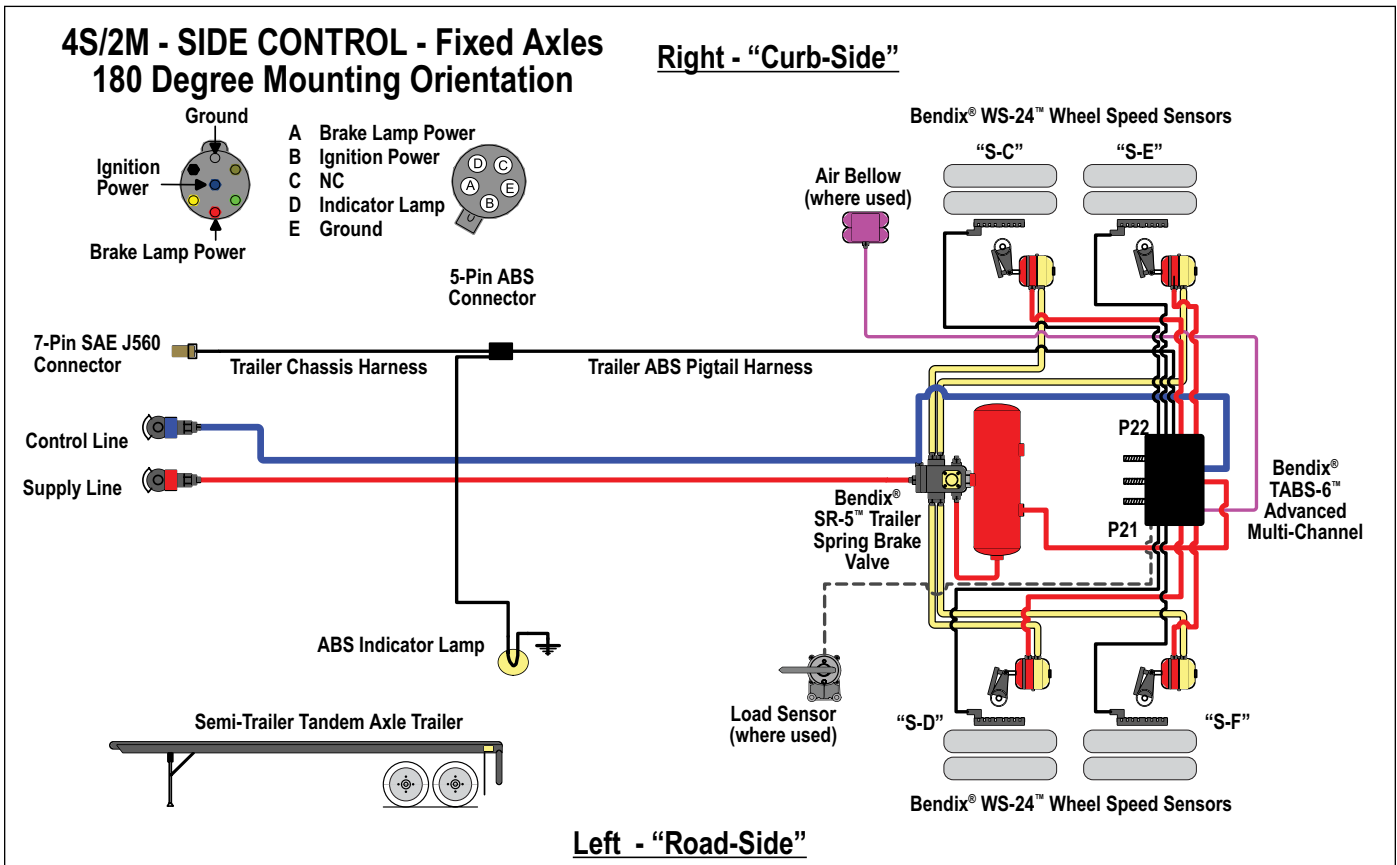 4S/2M - SIDE CONTROL - Fixed Axles
180 Degree Mounting Orientation
Right - “Curb-Side”
Ground
Ignition
Power
Brake Lamp Power
A Brake Lamp Power
B Ignition Power
C NC
D Indicator Lamp
E Ground
D
C
A
E
B
5-Pin ABS
Connector
Bendix® WS-24™ Wheel Speed Sensors
“S-C”
“S-E”
Air Bellow
(where used)
7-Pin SAE J560
Connector
Trailer Chassis Harness
Trailer ABS Pigtail Harness
Control Line
Supply Line
P22
P21
Bendix®
SR-5™ Trailer
Spring Brake
Valve
Bendix®
TABS-6™
Advanced
Multi-Channel
ABS Indicator Lamp
Load Sensor
(where used)
“S-D”
“S-F”
Semi-Trailer Tandem Axle Trailer
Bendix® WS-24™ Wheel Speed Sensors
Left - “Road-Side”